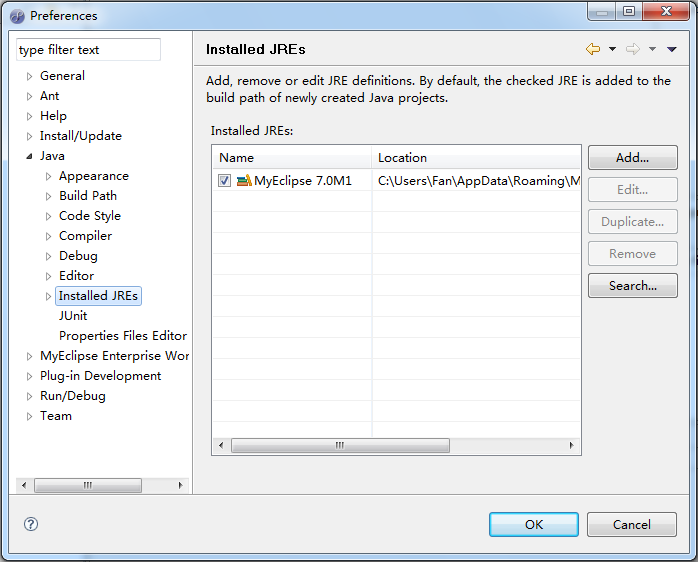 Preferences
type filter text
General
Ant
Help
Install/Update
Java
Appearance
Build Path
Code Style
Compiler
Debug
Editor
Installed JREs
JUnit
Properties Files Editor
MyEclipse Enterprise Wor
Plug-in Development
Run/Debug
Team
Installed JREs
Add, remove or edit JRE definitions. By default, the checked JRE is added to the
build path of newly created Java projects.
Installed JREs:
Name Location
MyEclipse 7.0M1 C:\Users\Fan\AppData\Roaming\M
Add...
Edit...
Duplicate...
Remove
Search...
?
OK Cancel